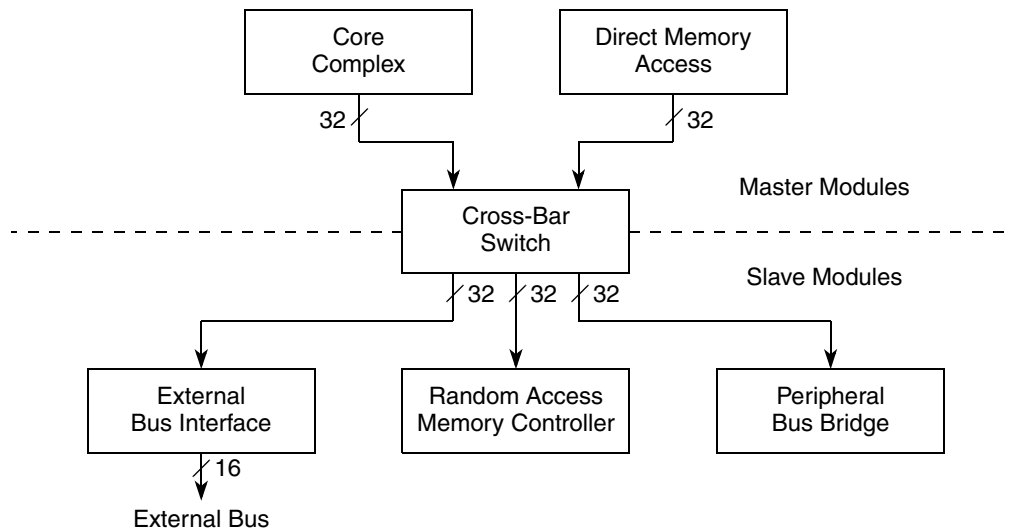 Core
Complex
Direct Memory
Access
32
32
Master Modules
Cross-Bar
Switch
Slave Modules
32
32
32
External
Bus Interface
Random Access
Memory Controller
Peripheral
Bus Bridge
16
External Bus